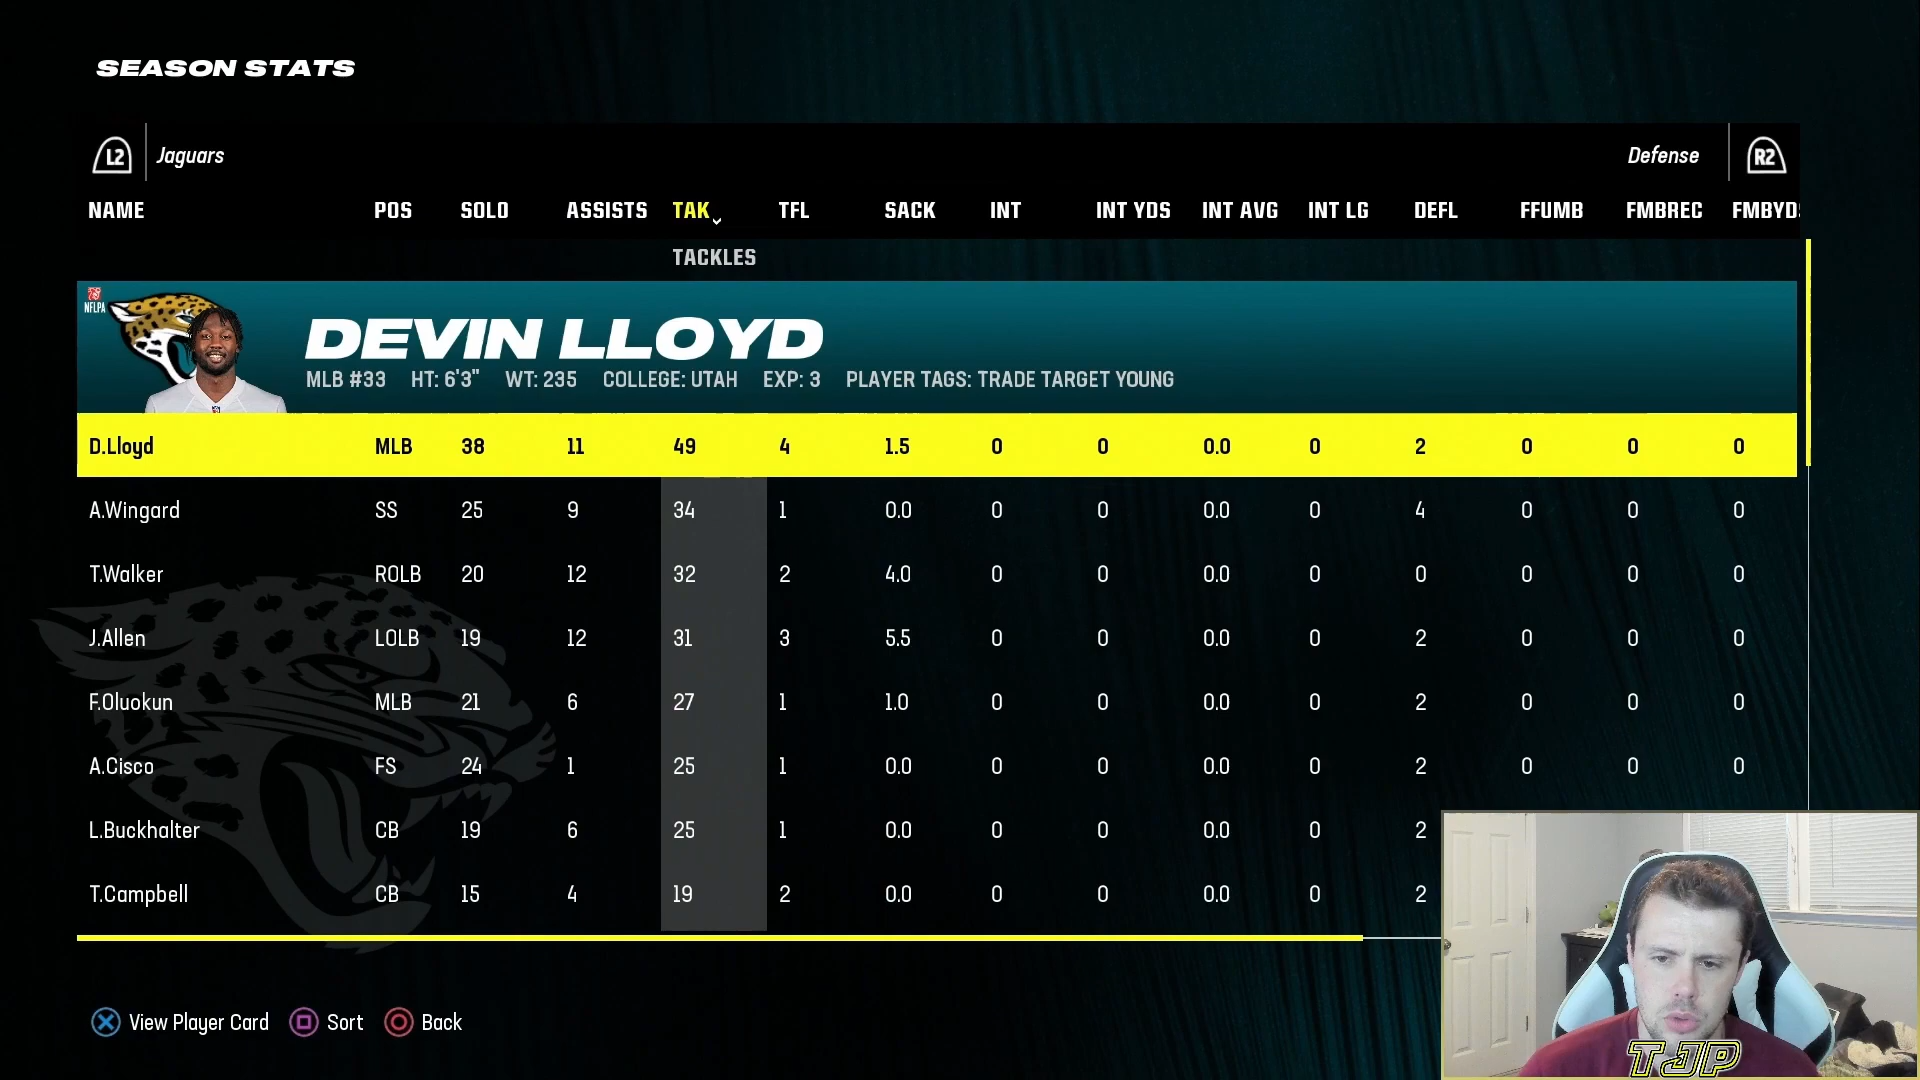 SEASON STATS
L2 Jaguars Defense R2
NAME POS SOLO ASSISTS TAK TFL SACK INT INT YDS INT AVG INT LG DEFL FFUMB FMBREC FMBYD
TACKLES
NFLPA
DEVIN LLOYD
MLB #33 HT: 6'3" WT: 235 COLLEGE: UTAH EXP: 3 PLAYER TAGS: TRADE TARGET YOUNG
D.Lloyd MLB 38 11 49 4 1.5 0 0 0.0 0 2 0 0 0
A.Wingard SS 25 9 34 1 0.0 0 0 0.0 0 4 0 0 0
T.Walker ROLB 20 12 32 2 4.0 0 0 0.0 0 0 0 0 0
J.Allen LOLB 19 12 31 3 5.5 0 0 0.0 0 2 0 0 0
F.Oluokun MLB 21 6 27 1 1.0 0 0 0.0 0 2 0 0 0
A.Cisco FS 24 1 25 1 0.0 0 0 0.0 0 2 0 0 0
L.Buckhalter CB 19 6 25 1 0.0 0 0 0.0 0 2
T.Campbell CB 15 4 19 2 0.0 0 0 0.0 0 2
View Player Card Sort Back
TJP